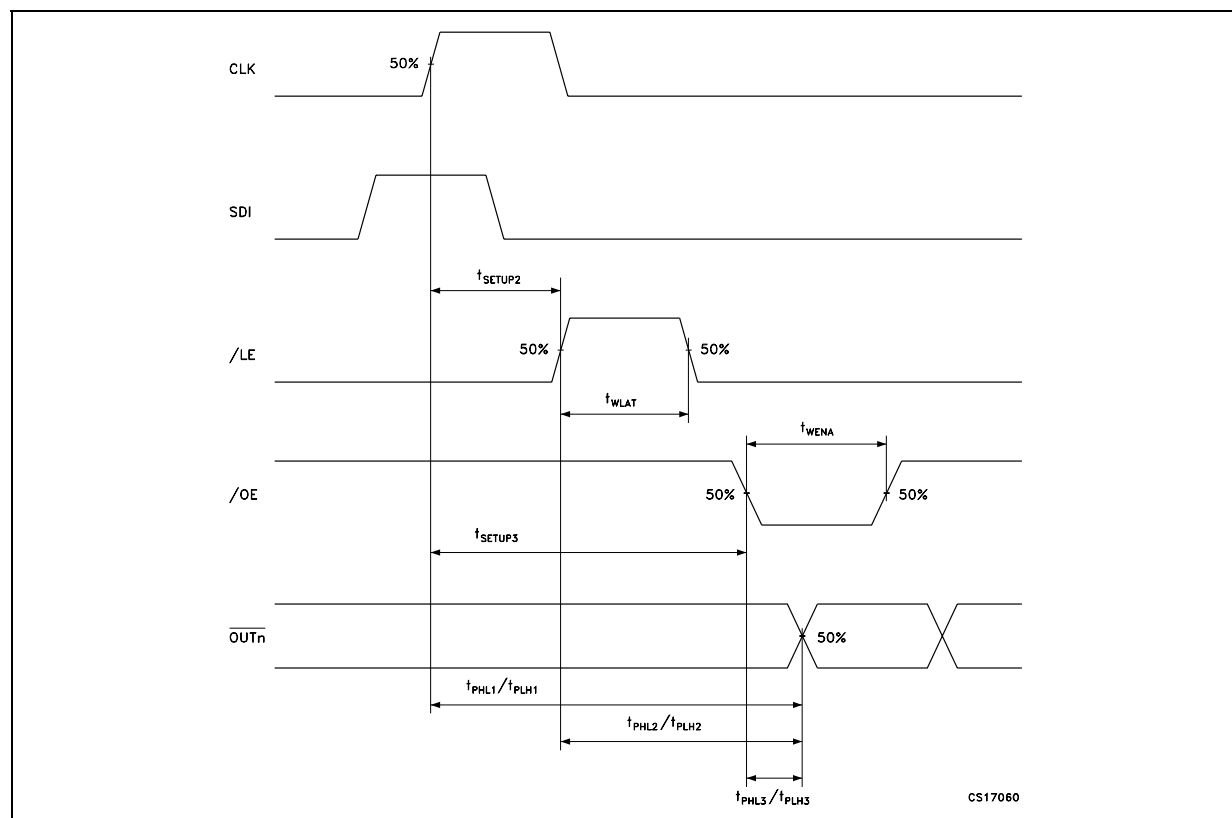 CLK
50%
SDI
tSETUP2
/LE
50%
50%
tWLAT
tWENA
/OE
50%
50%
tSETUP3
OUTn
50%
tPHL1/tPLH1
tPHL2/tPLH2
tPHL3/tPLH3
CS17060